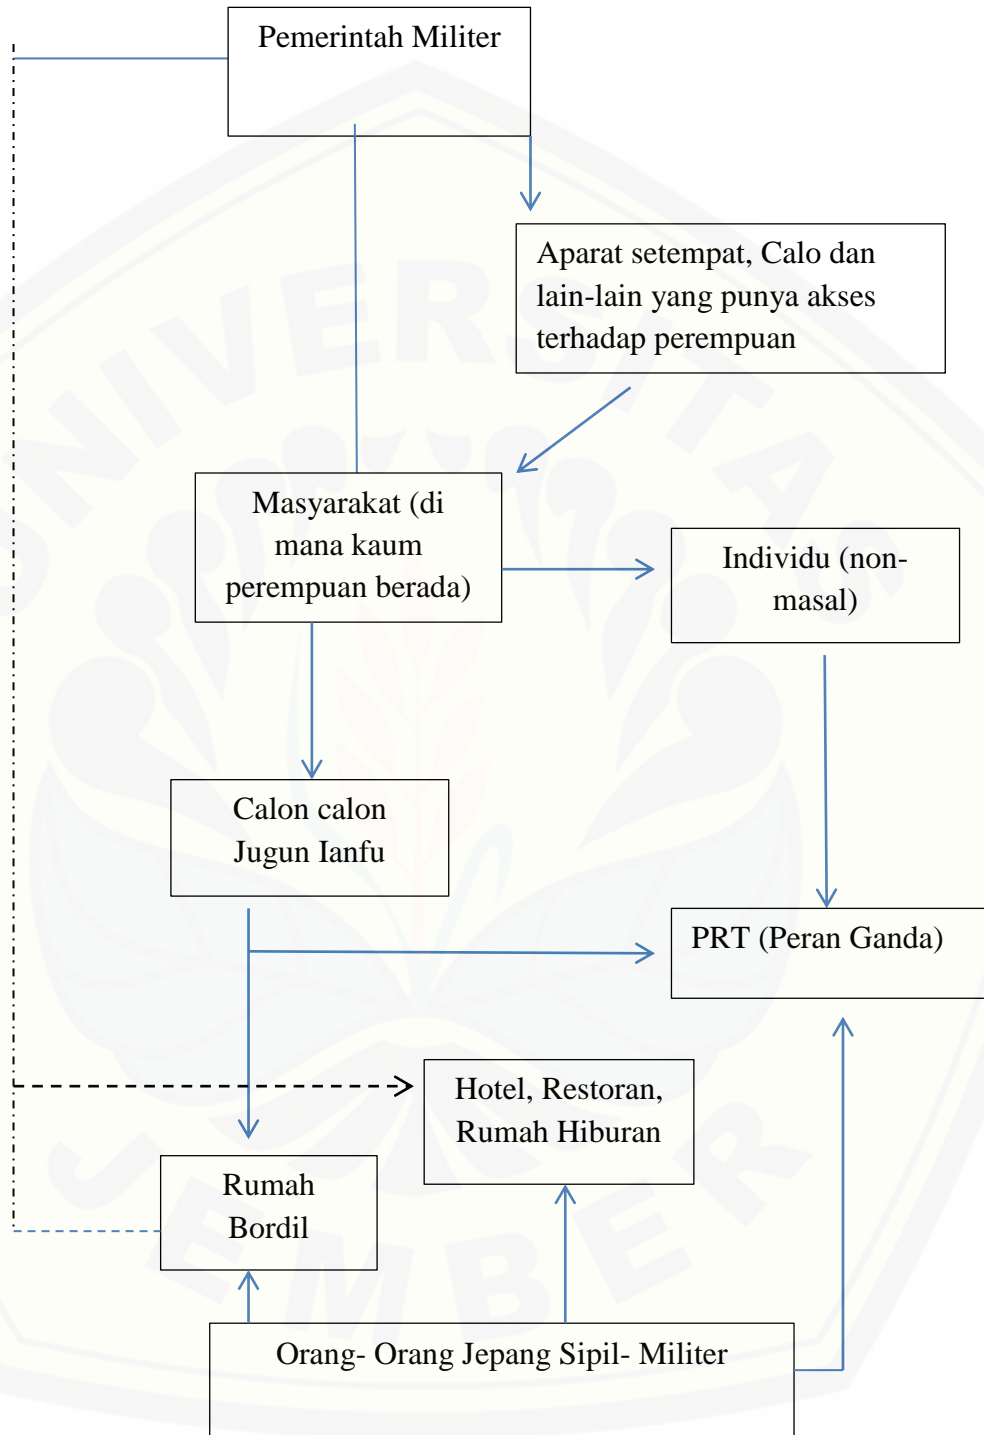 Pemerintah Militer
Aparat setempat, Calo dan
lain-lain yang punya akses
terhadap perempuan
Masyarakat (di
mana kaum
perempuan berada)
Individu (non-
masal)
Calon calon
Jugun Ianfu
PRT (Peran Ganda)
Hotel, Restoran,
Rumah Hiburan
Rumah
Bordil
Orang- Orang Jepang Sipil- Militer
UNIVERSITAS
JEMBER